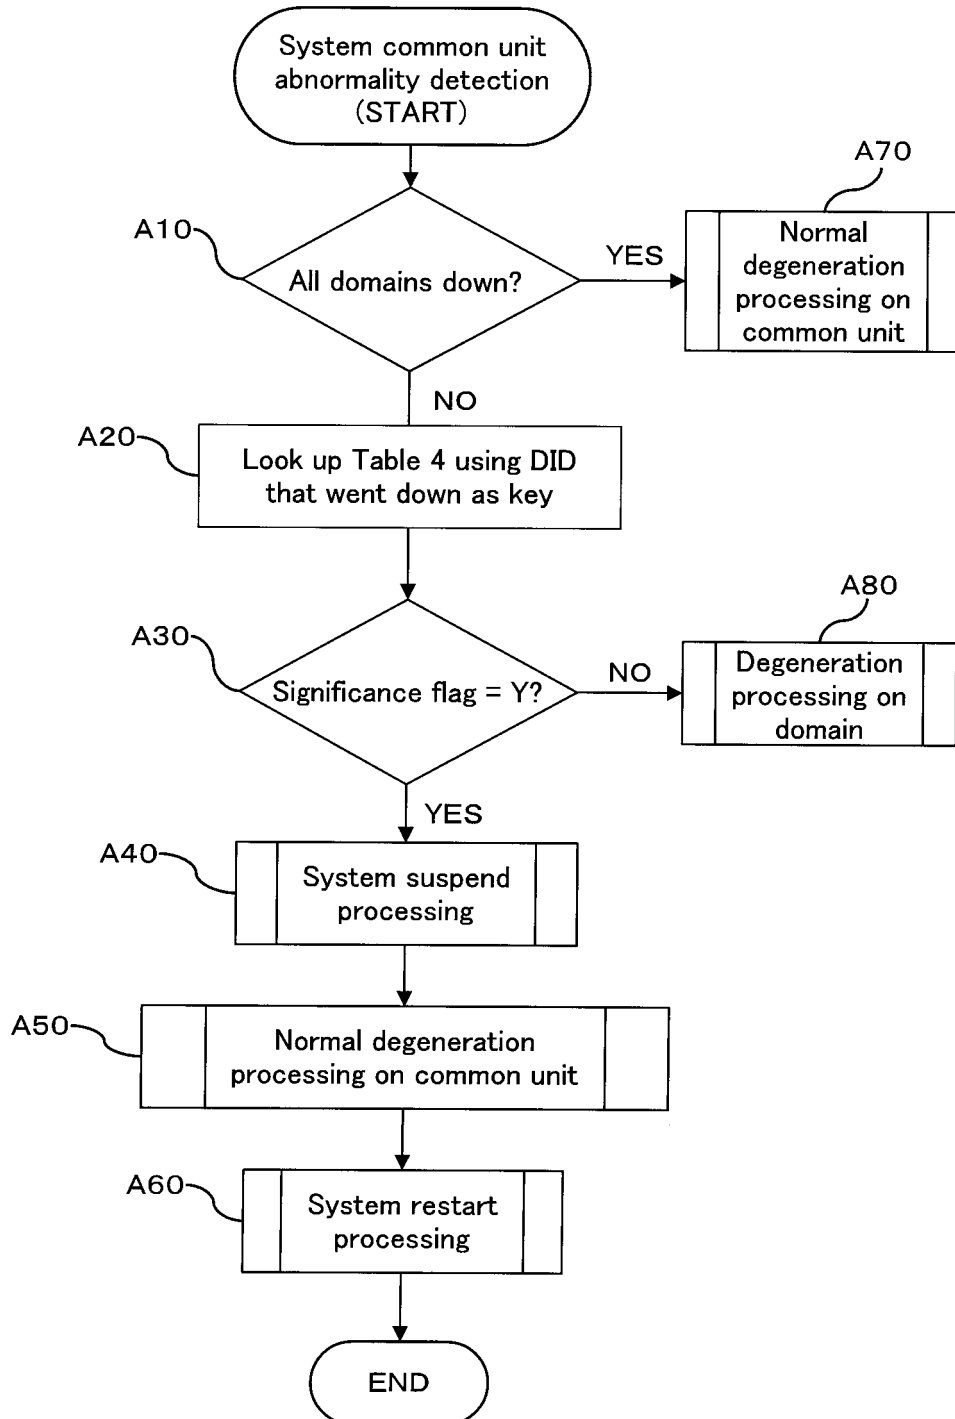 System common unit
abnormality detection
(START)
A70
A10
All domains down?
YES
Normal
degeneration
processing on
common unit
NO
A20
Look up Table 4 using DID
that went down as key
A80
A30
Significance flag = Y?
NO
Degeneration
processing on
domain
YES
A40
System suspend
processing
A50
Normal degeneration
processing on common unit
A60
System restart
processing
END